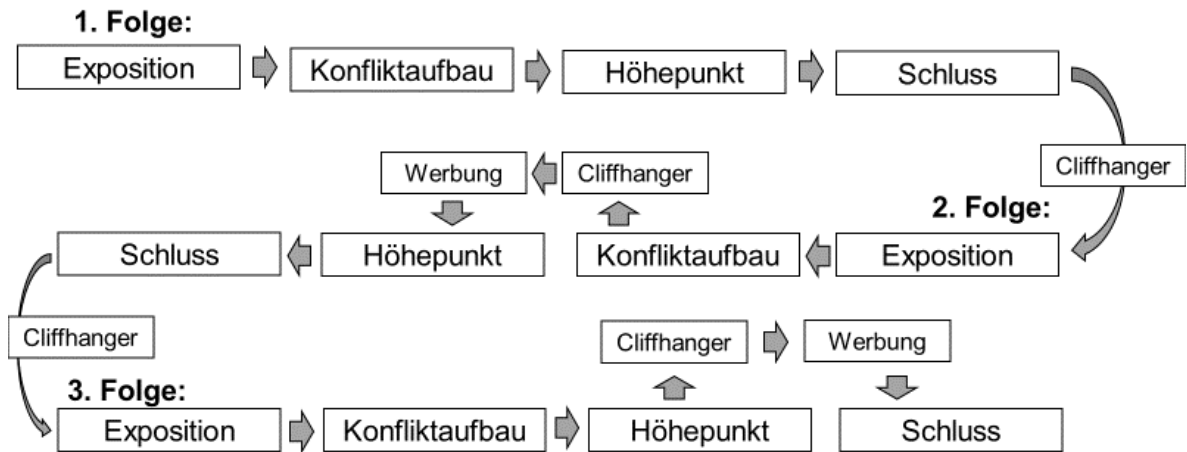 1. Folge:
Exposition
Konfliktaufbau
Höhepunkt
Schluss
Cliffhanger
2. Folge:
Exposition
Konfliktaufbau
Cliffhanger
Werbung
Höhepunkt
Schluss
Cliffhanger
3. Folge:
Exposition
Konfliktaufbau
Höhepunkt
Cliffhanger
Werbung
Schluss